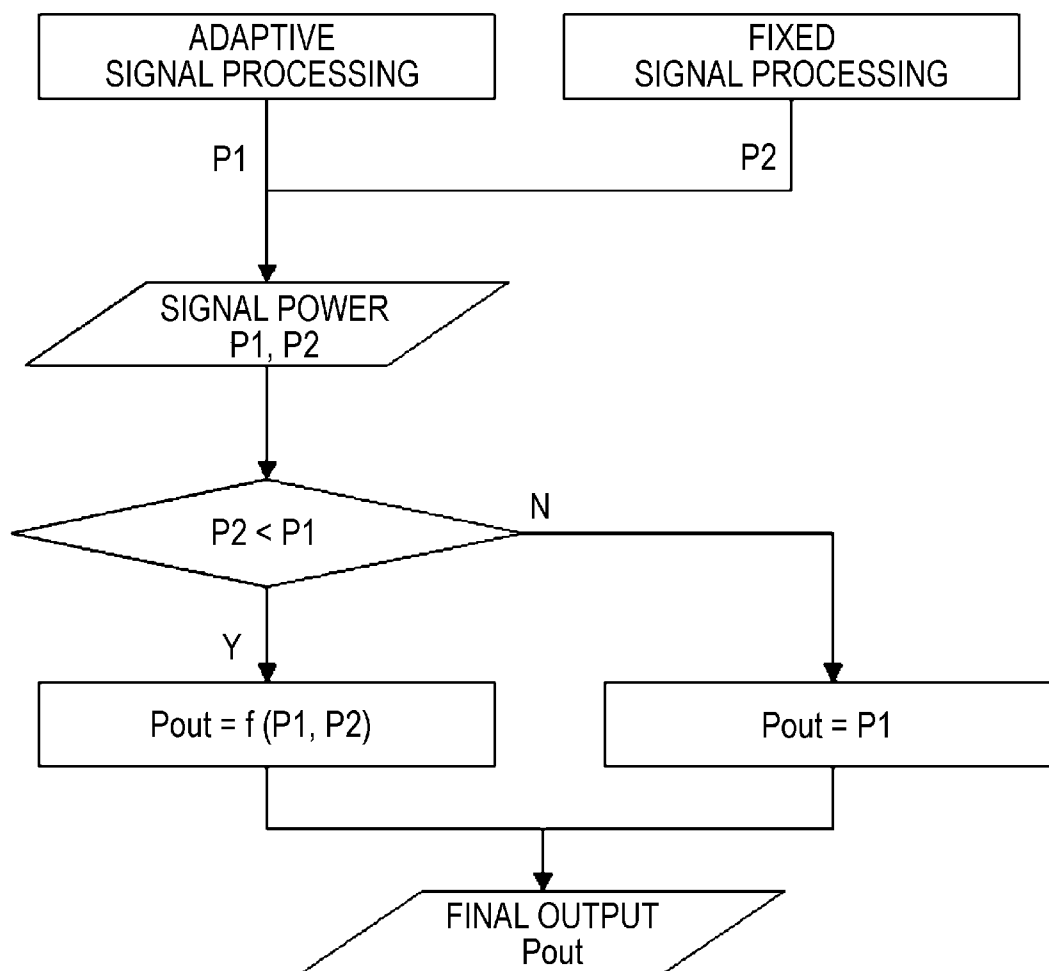 ADAPTIVE
SIGNAL PROCESSING
FIXED
SIGNAL PROCESSING
P1
P2
SIGNAL POWER
P1, P2
P2 < P1
N
Y
Pout = f (P1, P2)
Pout = P1
FINAL OUTPUT
Pout